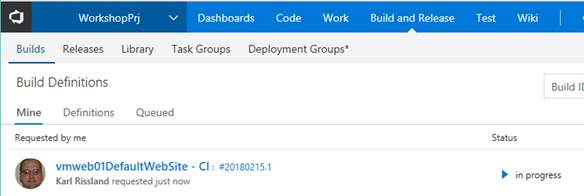 WorkshopPrj Dashboards Code Work Build and Release Test Wiki
Builds Releases Library Task Groups Deployment Groups*
Build Definitions
Build ID
Mine Definitions Queued
Requested by me Status
vmweb01DefaultWebSite - CI : #20180215.1
Karl Rissland requested just now
in progress